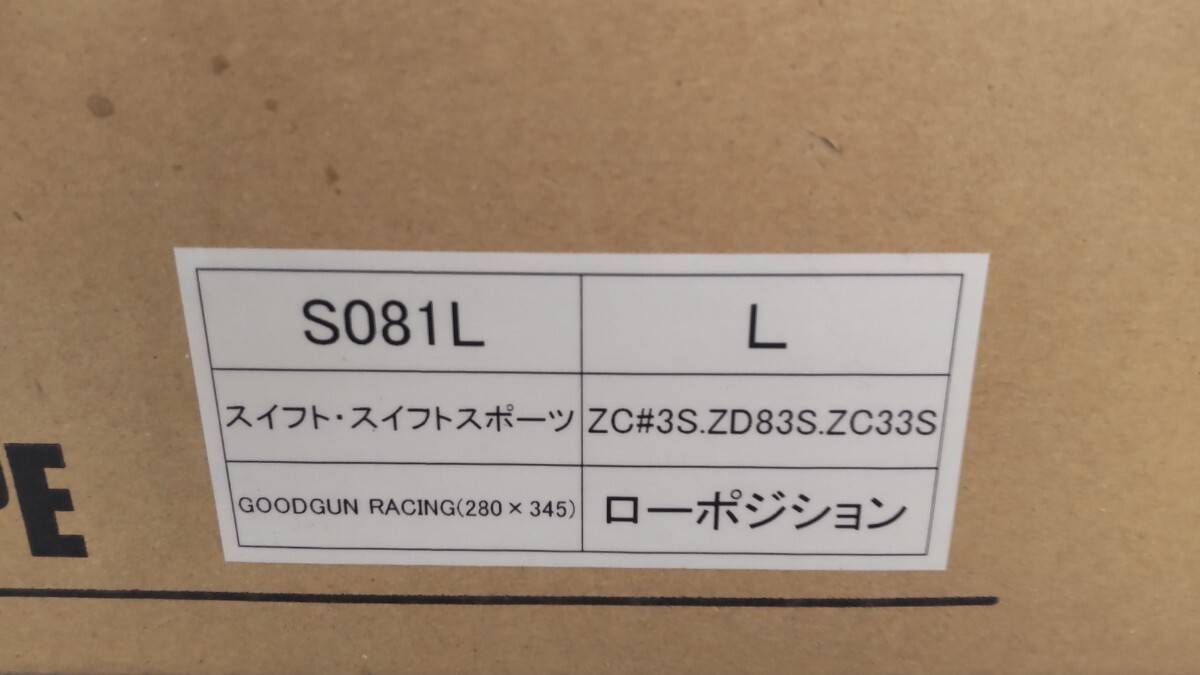 S081L L
スイフト・スイフトスポーツ ZC#3S.ZD83S.ZC33S
GOODGUN RACING(280×345) ローポジション
PE